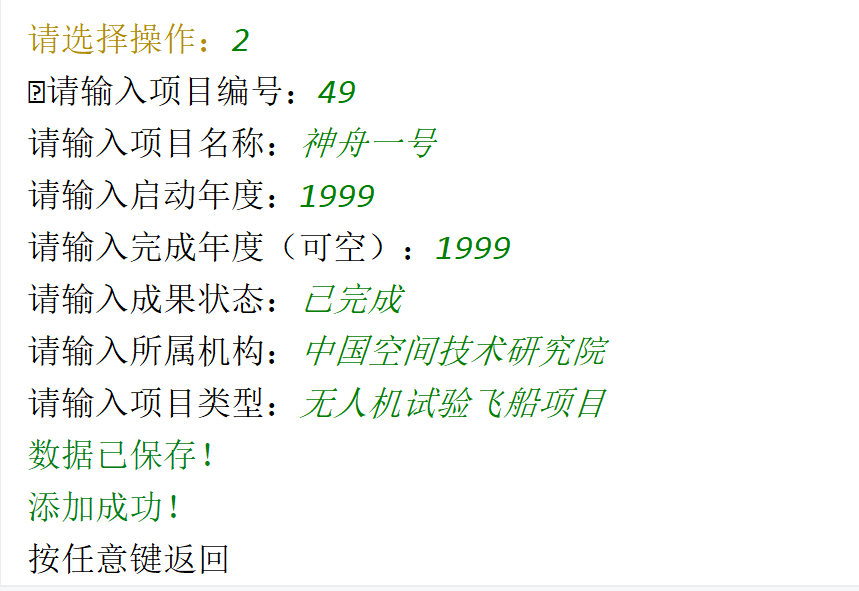 请选择操作：2
请输入项目编号：49
请输入项目名称：神舟一号
请输入启动年度：1999
请输入完成年度（可空）：1999
请输入成果状态：已完成
请输入所属机构：中国空间技术研究院
请输入项目类型：无人机试验飞船项目
数据已保存！
添加成功！
按任意键返回